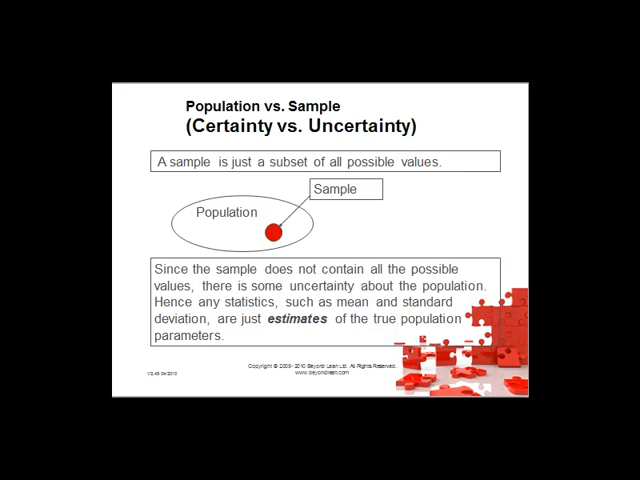 Population vs. Sample
(Certainty vs. Uncertainty)
A sample is just a subset of all possible values.
Sample
Population
Since the sample does not contain all the possible
values, there is some uncertainty about the population.
Hence any statistics, such as mean and standard
deviation, are just estimates of the true population
parameters.
Copyright © 2005- 2010 Beyond Lean Ltd. All Rights Reserved.
www.beyondlean.com